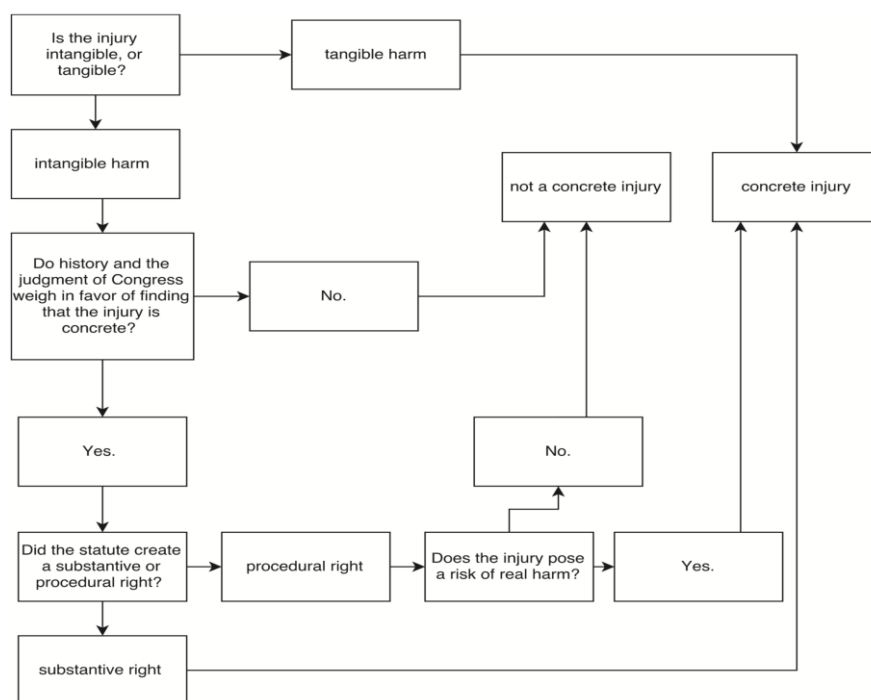 Is the injury
intangible, or
tangible?
tangible harm
intangible harm
not a concrete injury
concrete injury
Do history and the
judgment of Congress
weigh in favor of finding
that the injury is
concrete?
No.
Yes.
No.
Did the statute create
a substantive or
procedural right?
procedural right
Does the injury pose
a risk of real harm?
Yes.
substantive right